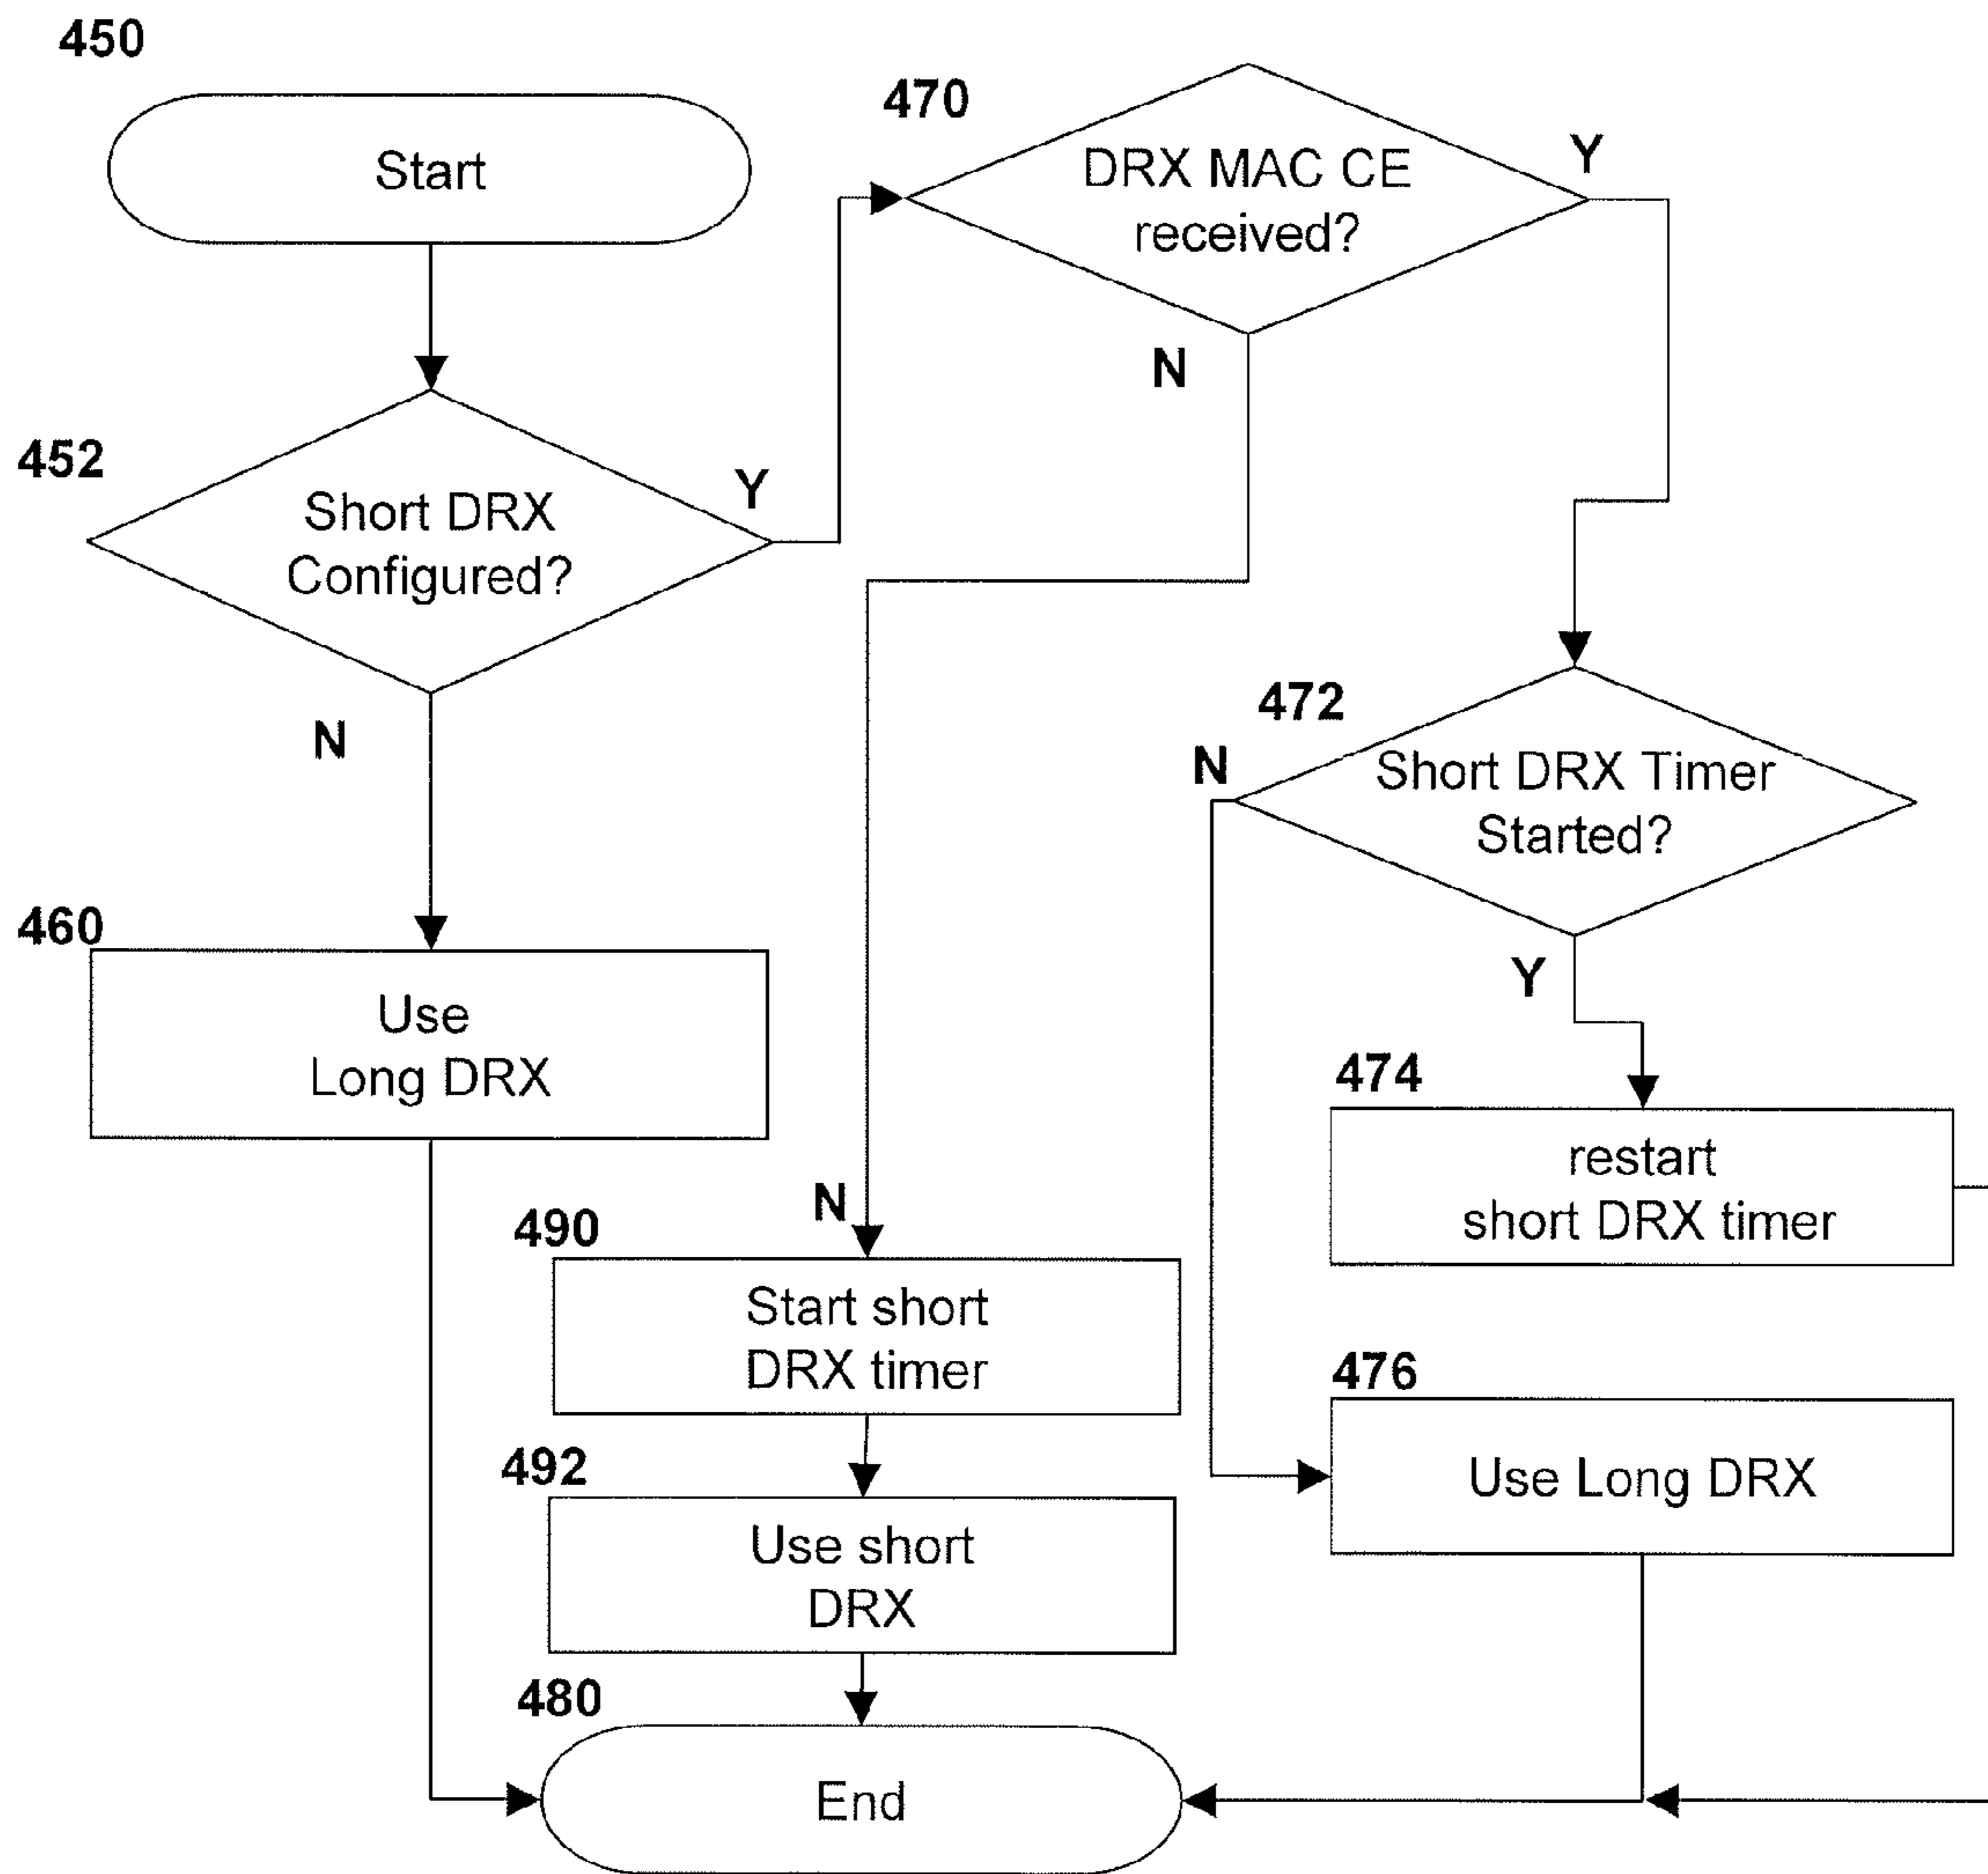 450
Start
452
Short DRX
Configured?
Y
N
470
DRX MAC CE
received?
Y
N
472
Short DRX Timer
Started?
N
Y
460
Use
Long DRX
474
restart
short DRX timer
N
490
Start short
DRX timer
476
Use Long DRX
492
Use short
DRX
480
End